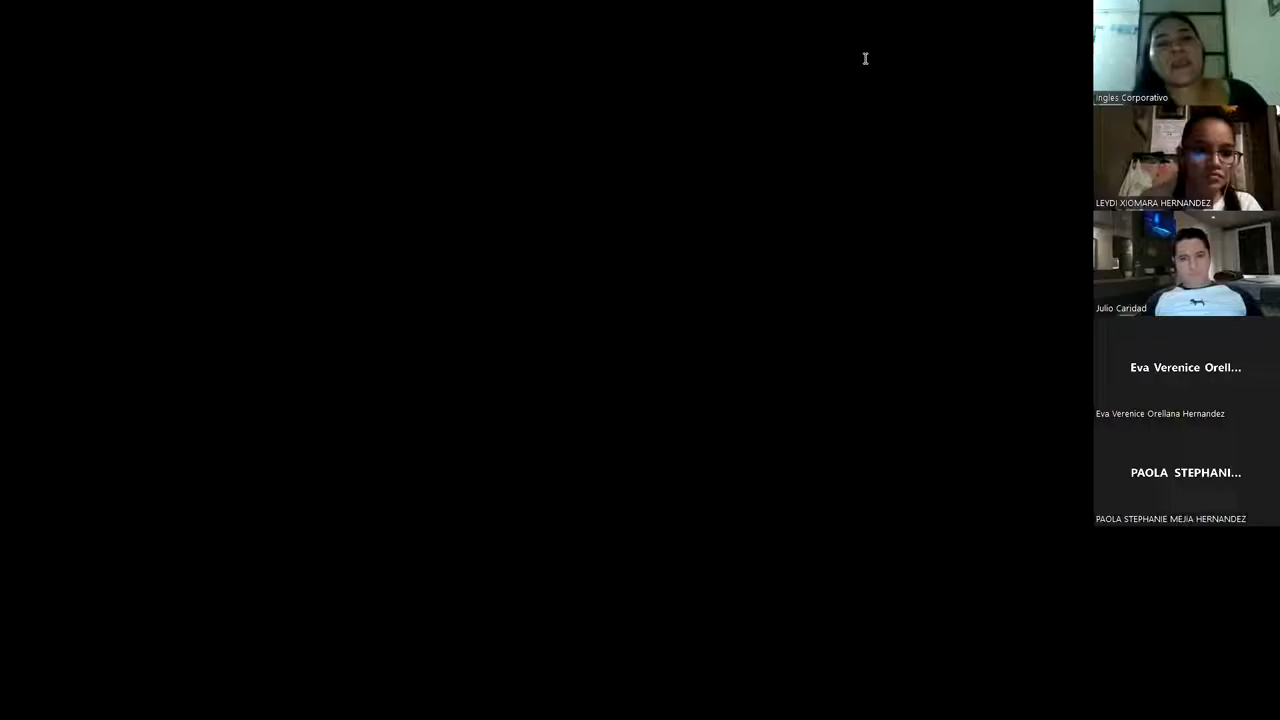 Ingles Corporativo
LEYDI XIOMARA HERNANDEZ
Julio Caridad
Eva Verenice Orell...
Eva Verenice Orellana Hernandez
PAOLA STEPHANI...
PAOLA STEPHANIE MEJIA HERNANDEZ